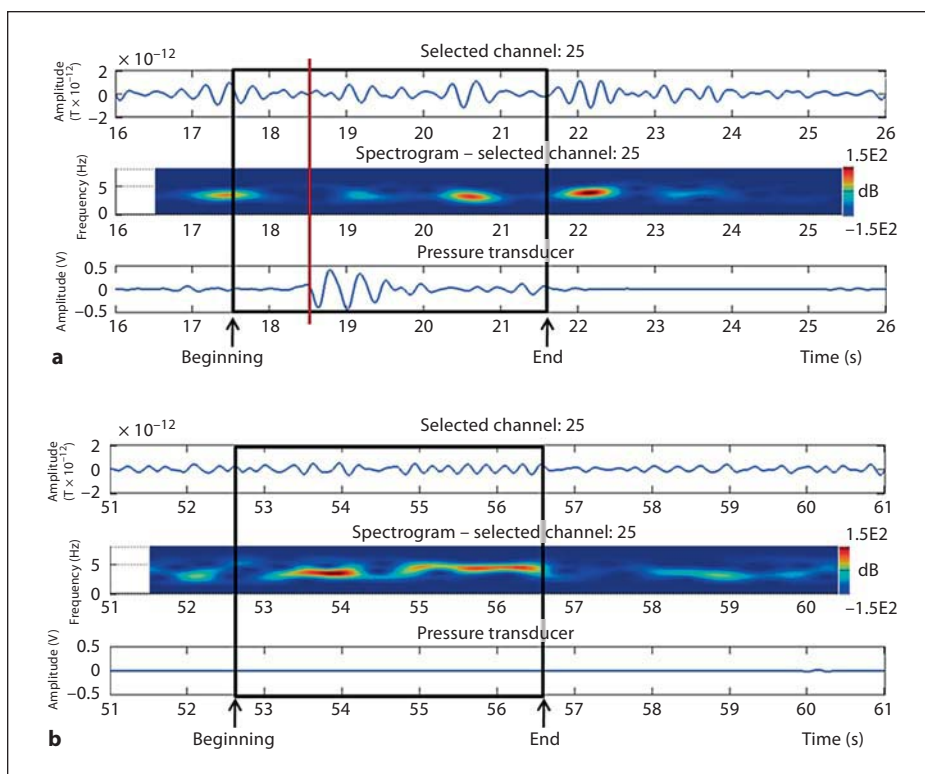 Selected channel: 25
× 10⁻¹²
Amplitude
(T × 10⁻¹²)
2
0
−2
16 17 18 19 20 21 22 23 24 25 26
Spectrogram – selected channel: 25
Frequency (Hz)
5
0
1.5E2
dB
−1.5E2
16 17 18 19 20 21 22 23 24 25 26
Pressure transducer
Amplitude (V)
0.5
0
−0.5
16 17 18 19 20 21 22 23 24 25 26
a Beginning End Time (s)
Selected channel: 25
× 10⁻¹²
Amplitude
(T × 10⁻¹²)
2
0
−2
51 52 53 54 55 56 57 58 59 60 61
Spectrogram – selected channel: 25
Frequency (Hz)
5
0
1.5E2
dB
−1.5E2
51 52 53 54 55 56 57 58 59 60 61
Pressure transducer
Amplitude (V)
0.5
0
−0.5
51 52 53 54 55 56 57 58 59 60 61
b Beginning End Time (s)